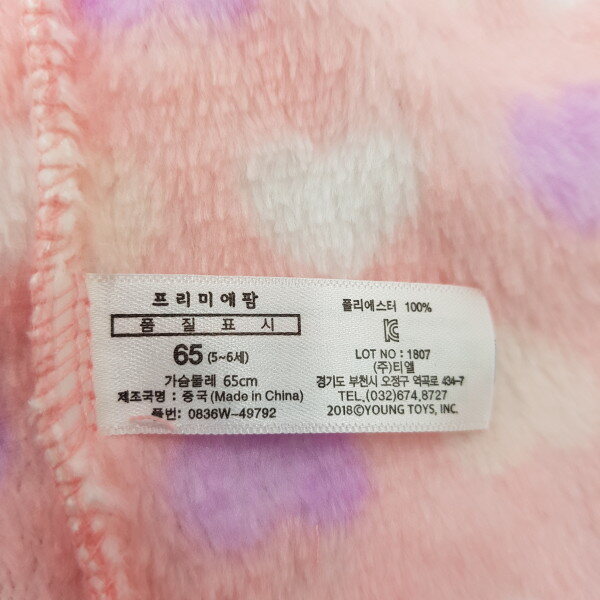 프리미에팜
품질표시
65 (5~6세)
가슴둘레 65cm
제조국명 : 중국 (Made in China)
품번: 0836W-49792
폴리에스터 100%
LOT NO : 1807
(주)티엘
경기도 부천시 오정구 역곡로 434-7
TEL,(032)674,8727
2018©YOUNG TOYS, INC.